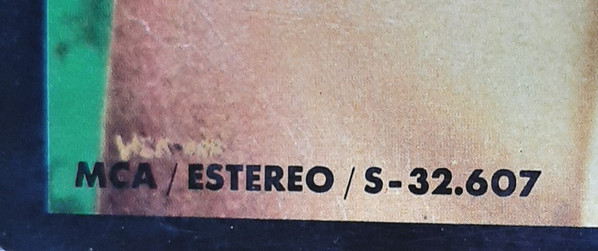 MCA / ESTEREO / S-32.607